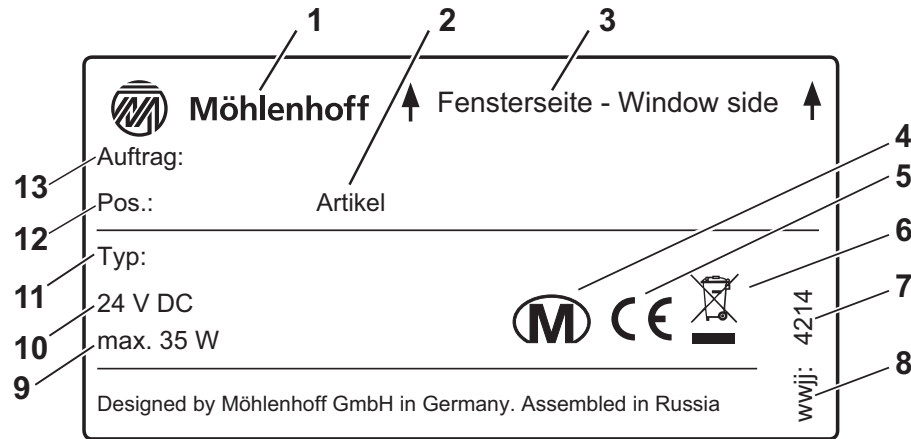 1 2 3
Möhlenhoff Fensterseite - Window side
4
Auftrag:
5
13
Pos.: Artikel
12
6
Typ:
11
7
24 V DC
10
M CE 4214
max. 35 W
9
8
wwjj:
Designed by Möhlenhoff GmbH in Germany. Assembled in Russia